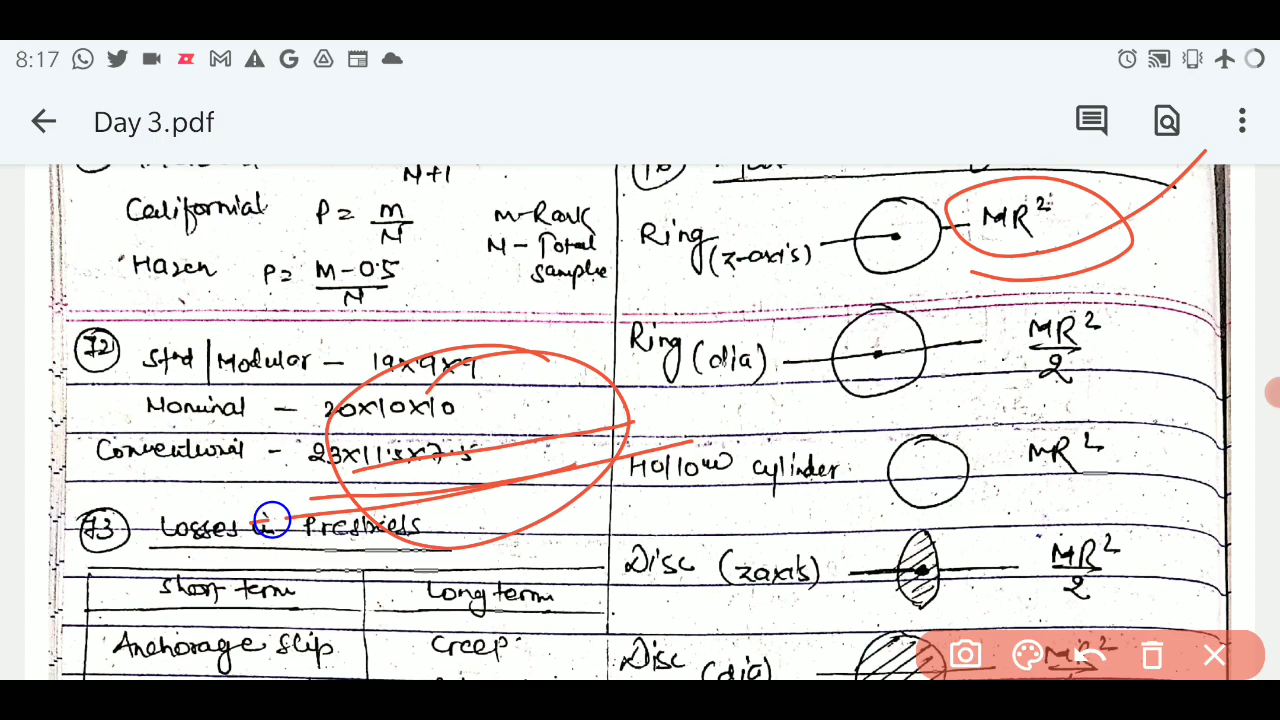 8:17
Day 3.pdf
N+1
Californial P = m/N m-Rank
N - Total
sample
Hazen P = m-0.5/N
72 Std/Modular - 19x9x9
Nominal - 20x10x10
Conventional - 23x11.5x7.5
73 Losses in Prestress
Short term Long term
Anchorage slip Creep
Ring (z-axis) MR²
Ring (dia) MR²/2
Hollow cylinder MR²
Disc (z axis) MR²/2
Disc (dia) MR²